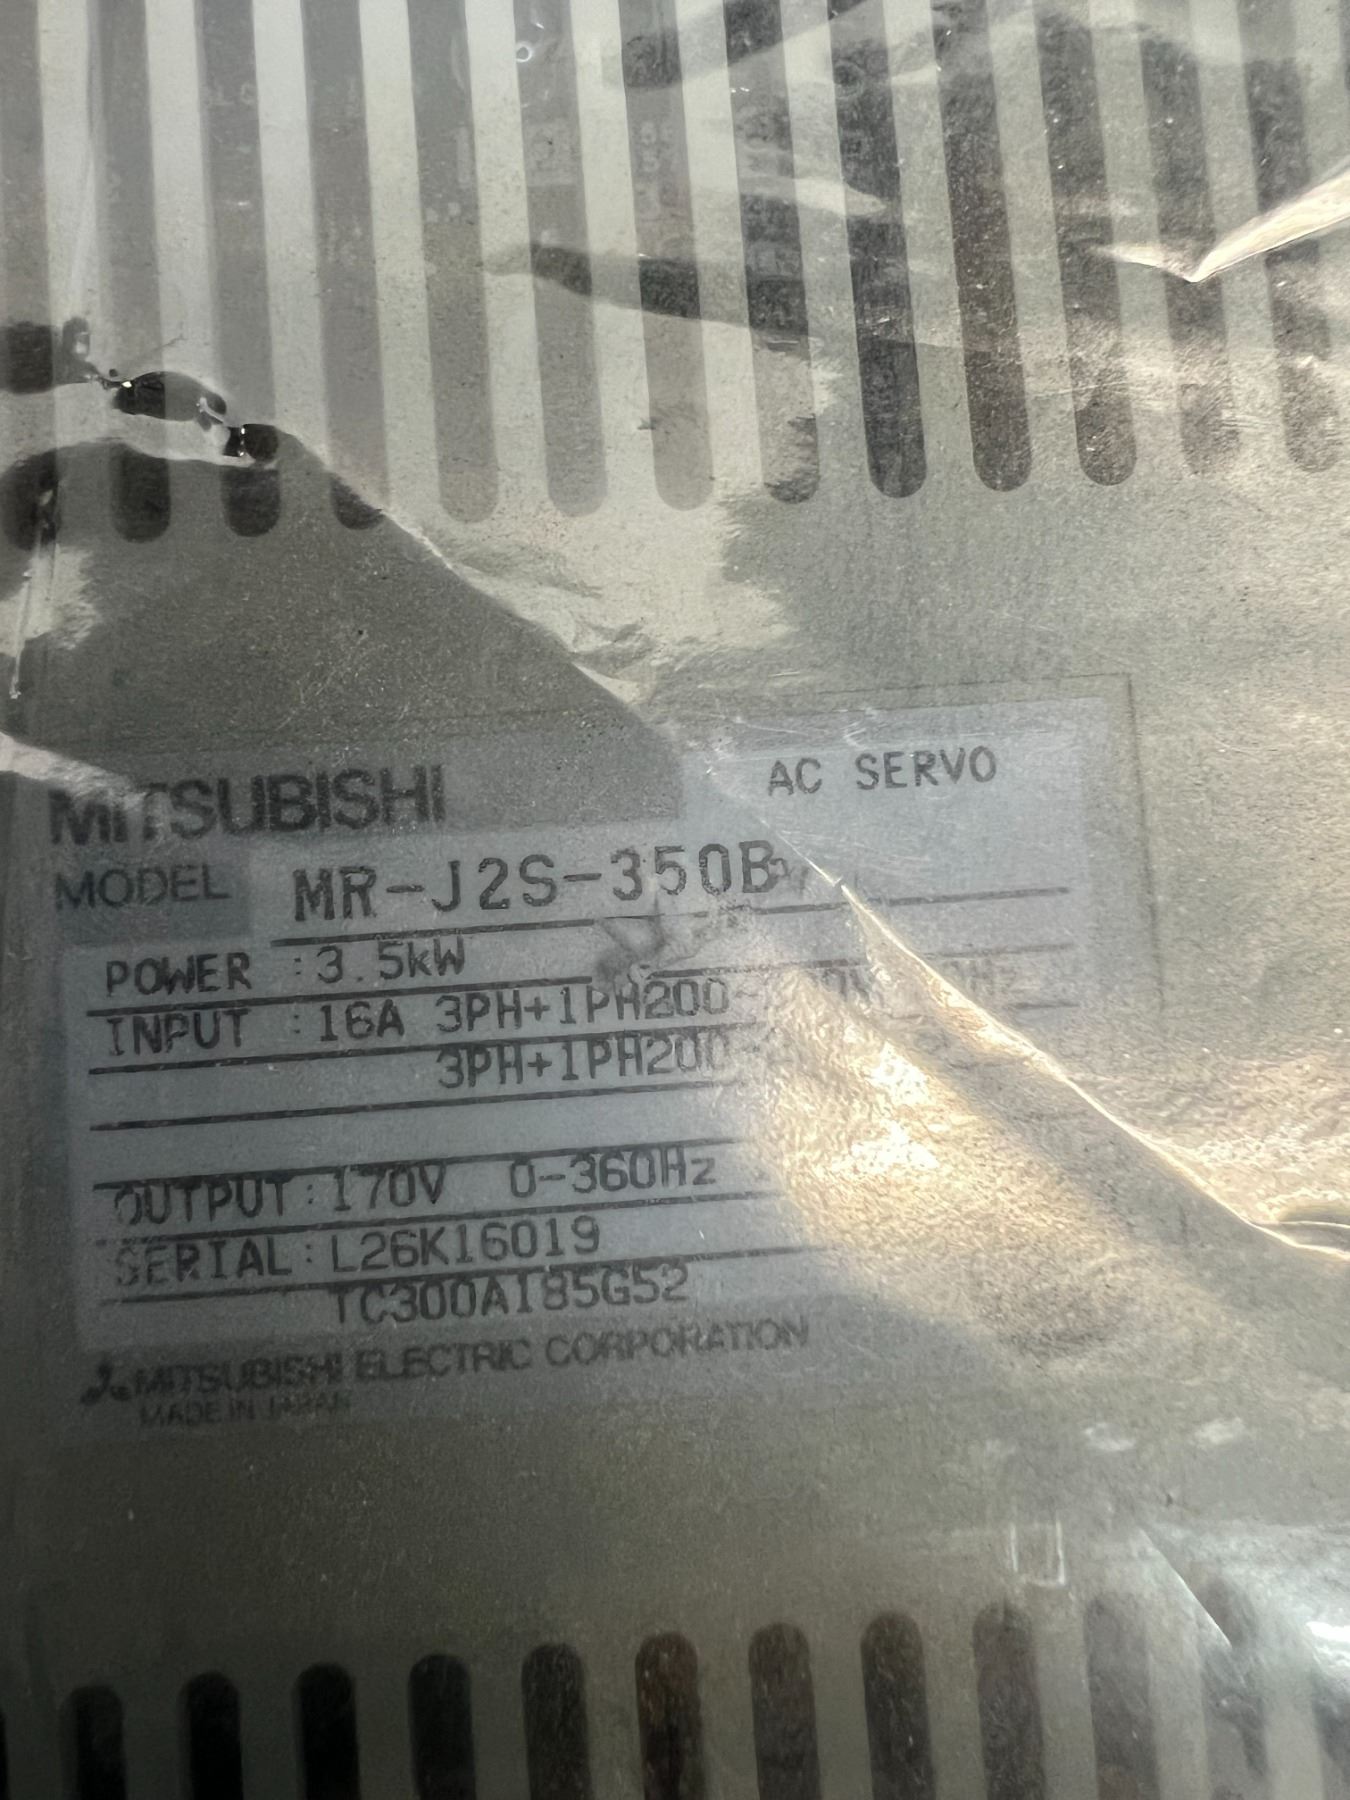 MITSUBISHI
AC SERVO
MODEL MR-J2S-350B
POWER :3.5kW
INPUT :16A 3PH+1PH200-
3PH+1PH200
OUTPUT:170V 0-360Hz
SERIAL:L26K16019
TC300A185G52
MITSUBISHI ELECTRIC CORPORATION
MADE IN JAPAN